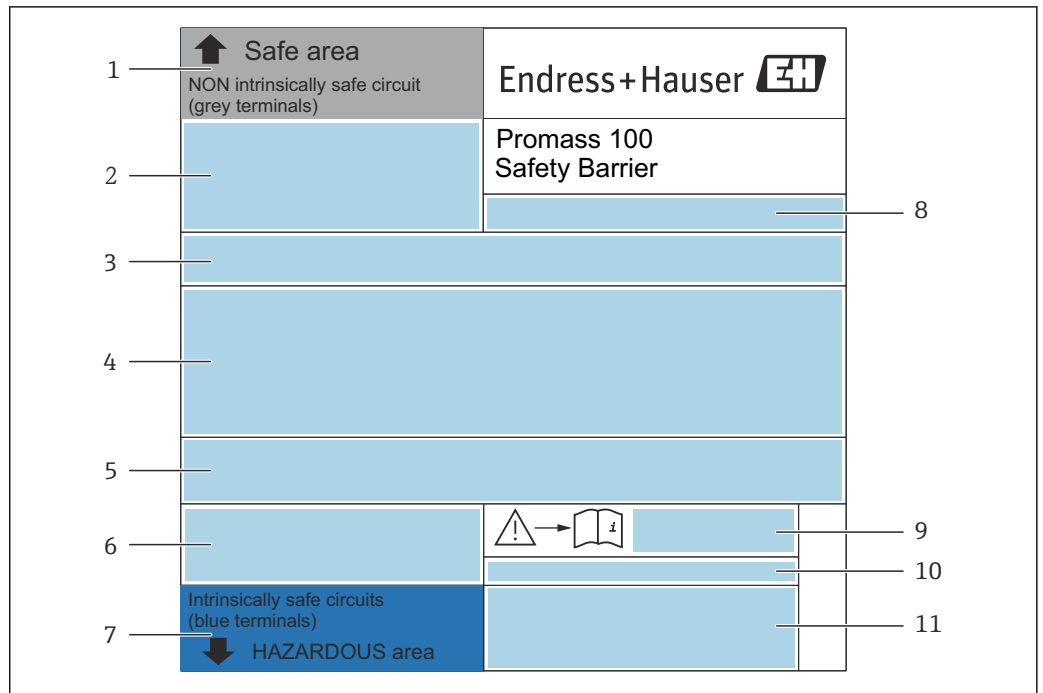 Safe area
NON intrinsically safe circuit
(grey terminals)
Endress+Hauser EH
Promass 100
Safety Barrier
1
2
3
4
5
6
7
8
9
10
11
i
Intrinsically safe circuits
(blue terminals)
HAZARDOUS area